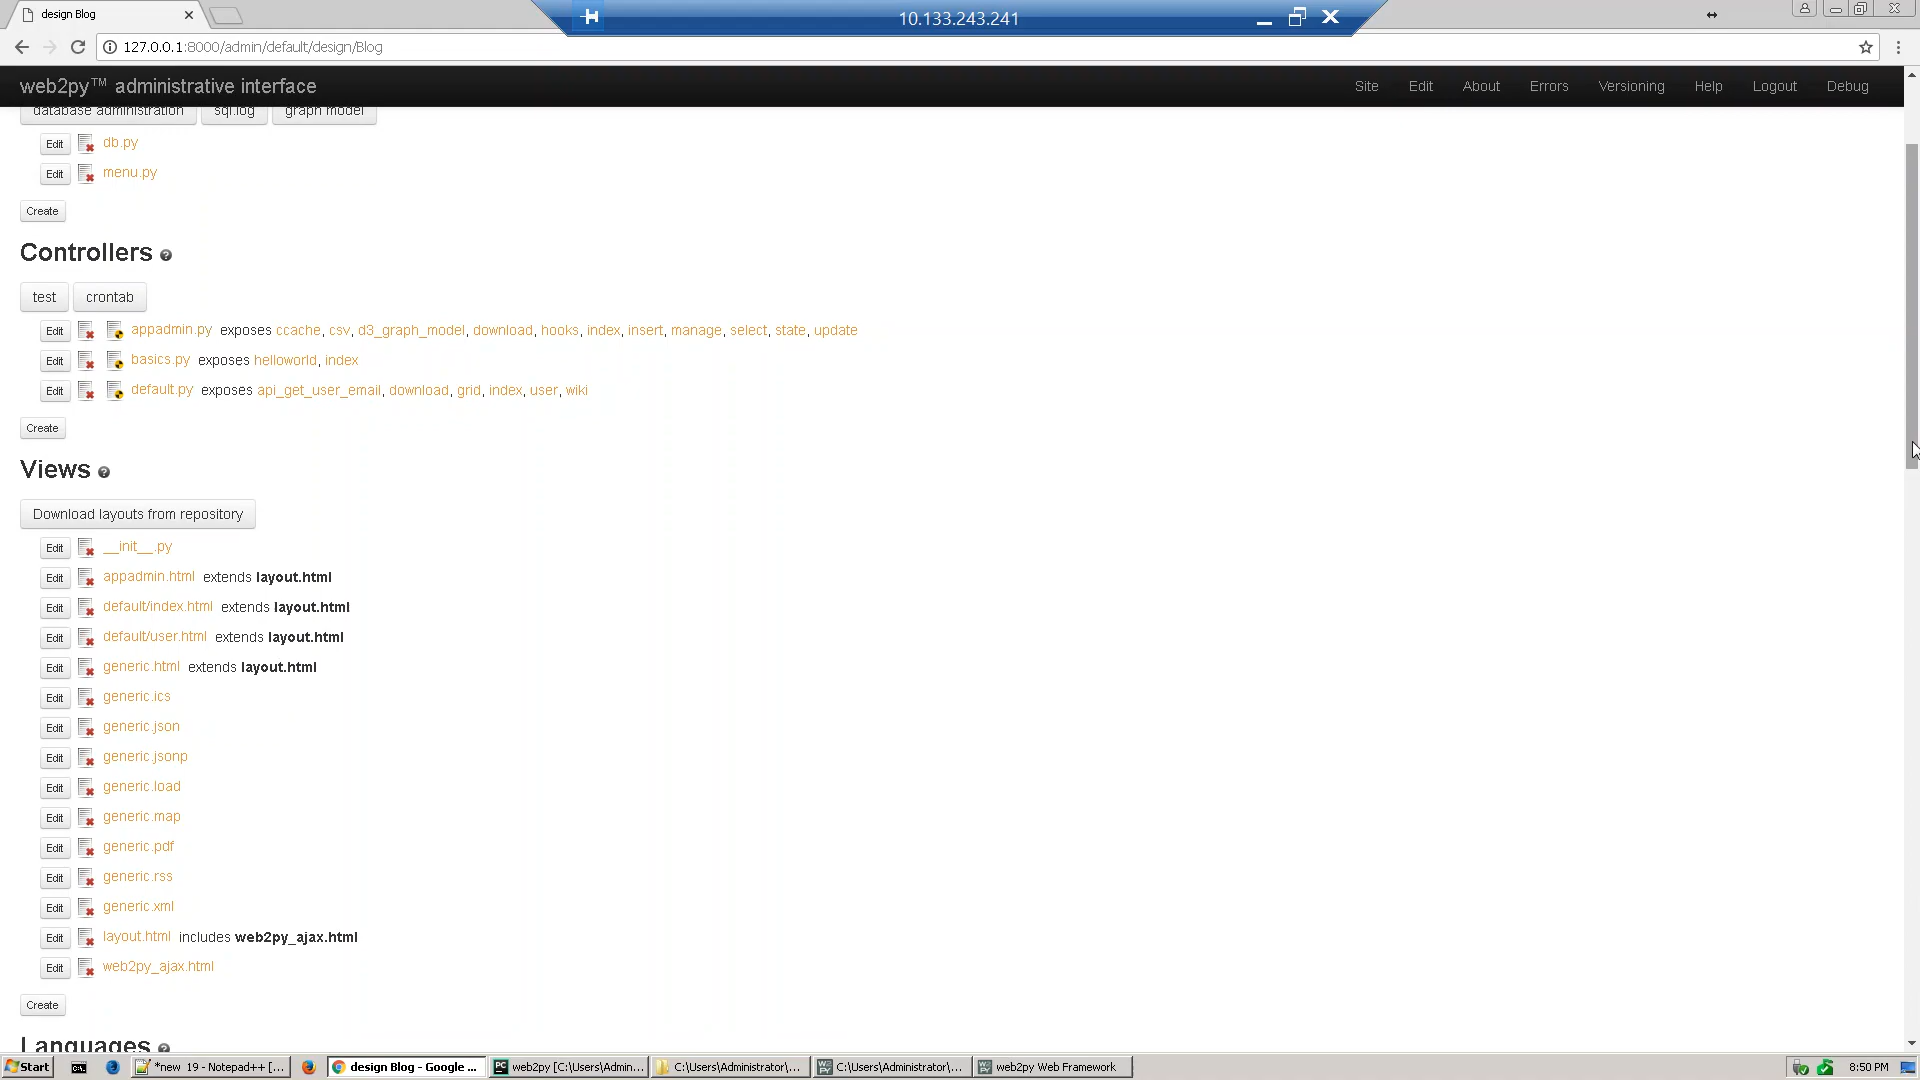 design Blog
10.133.243.241
127.0.0.1:8000/admin/default/design/Blog
web2py™ administrative interface Site Edit About Errors Versioning Help Logout Debug
database administration sql.log graph model
Edit db.py
Edit menu.py
Create
Controllers
test crontab
Edit appadmin.py exposes ccache, csv, d3_graph_model, download, hooks, index, insert, manage, select, state, update
Edit basics.py exposes helloworld, index
Edit default.py exposes api_get_user_email, download, grid, index, user, wiki
Create
Views
Download layouts from repository
Edit __init__.py
Edit appadmin.html extends layout.html
Edit default/index.html extends layout.html
Edit default/user.html extends layout.html
Edit generic.html extends layout.html
Edit generic.ics
Edit generic.json
Edit generic.jsonp
Edit generic.load
Edit generic.map
Edit generic.pdf
Edit generic.rss
Edit generic.xml
Edit layout.html includes web2py_ajax.html
Edit web2py_ajax.html
Create
Languages
Start *new 19 - Notepad++ [... design Blog - Google ... web2py [C:\Users\Admin... C:\Users\Administrator\... C:\Users\Administrator\... web2py Web Framework 8:50 PM